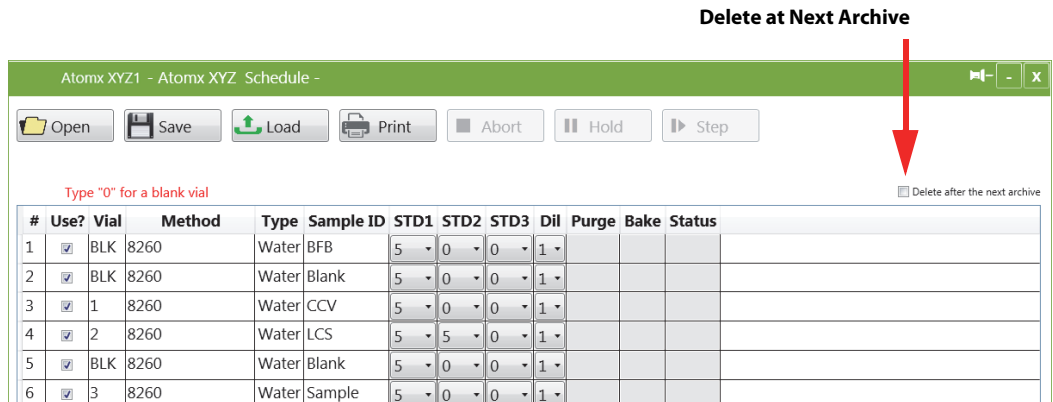 Delete at Next Archive
Atomx XYZ1 - Atomx XYZ Schedule -
- x
Open Save Load Print Abort Hold Step
Type "0" for a blank vial
Delete after the next archive
# Use? Vial Method Type Sample ID STD1 STD2 STD3 Dil Purge Bake Status
1 BLK 8260 Water BFB 5 0 0 1
2 BLK 8260 Water Blank 5 0 0 1
3 1 8260 Water CCV 5 0 0 1
4 2 8260 Water LCS 5 5 0 1
5 BLK 8260 Water Blank 5 0 0 1
6 3 8260 Water Sample 5 0 0 1